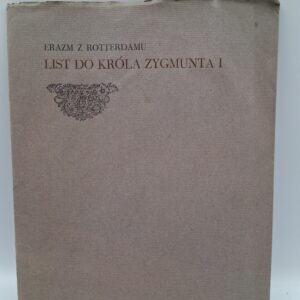 ERAZM Z ROTTERDAMU
LIST DO KRÓLA ZYGMUNTA I